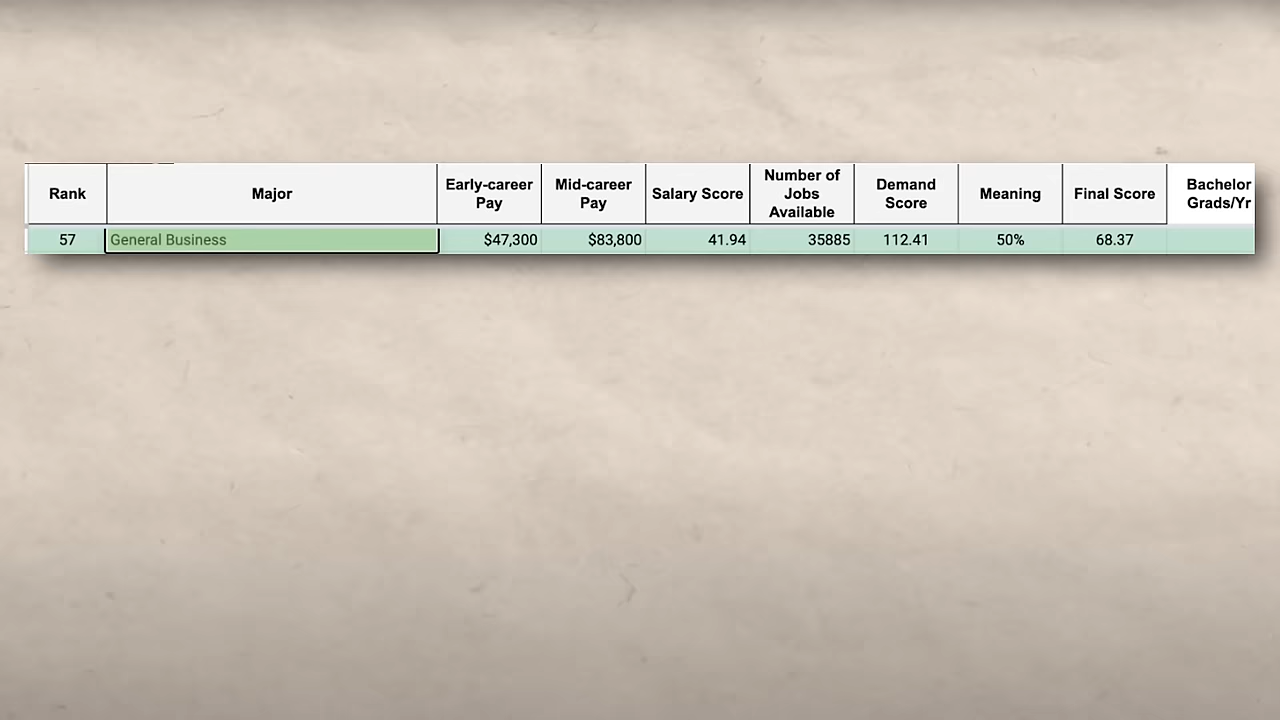 Rank Major Early-career Pay Mid-career Pay Salary Score Number of Jobs Available Demand Score Meaning Final Score Bachelor Grads/Yr
57 General Business $47,300 $83,800 41.94 35885 112.41 50% 68.37